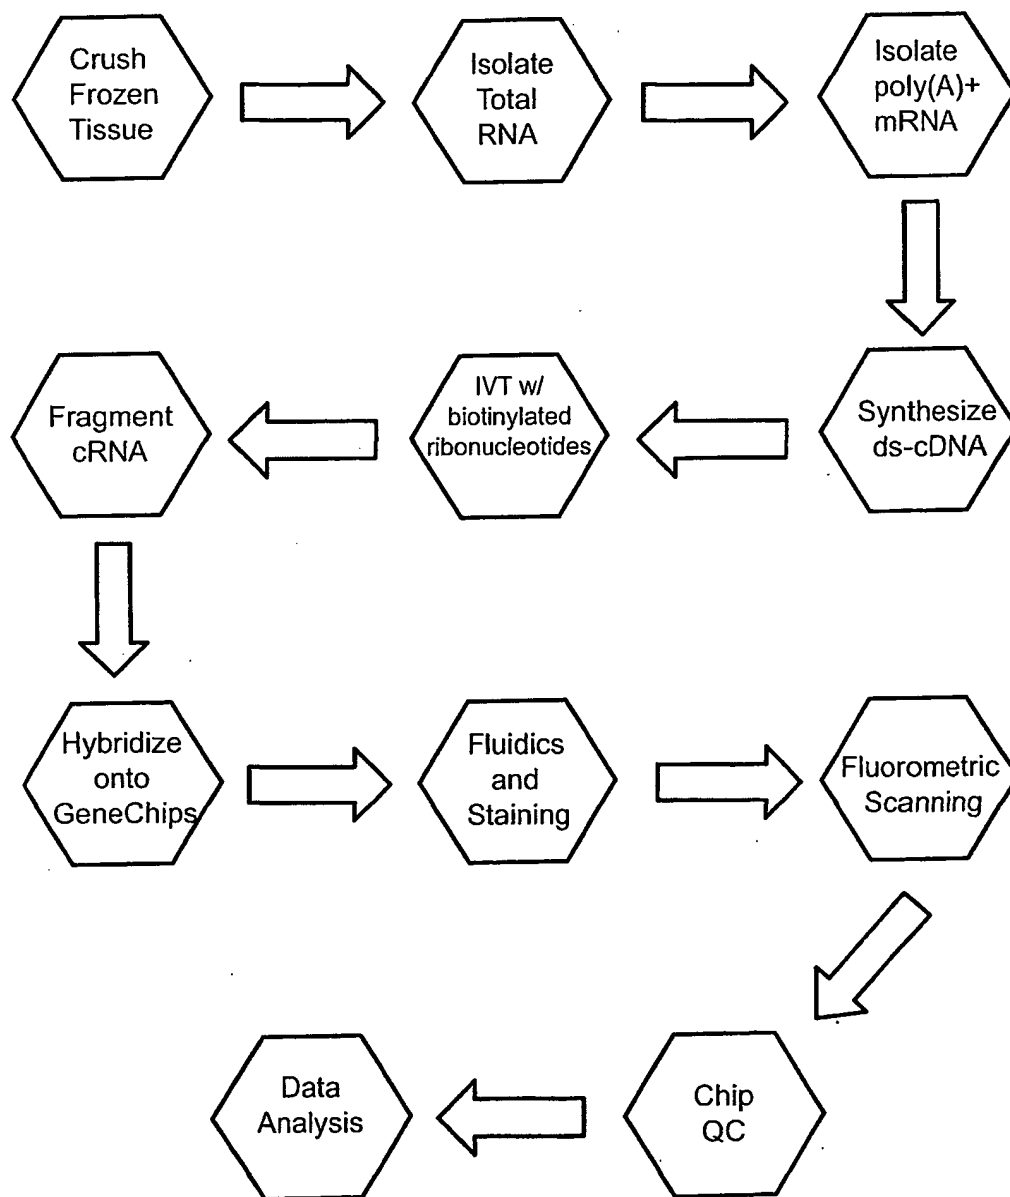 Crush
Frozen
Tissue
Isolate
Total
RNA
Isolate
poly(A)+
mRNA
Synthesize
ds-cDNA
IVT w/
biotinylated
ribonucleotides
Fragment
cRNA
Hybridize
onto
GeneChips
Fluidics
and
Staining
Fluorometric
Scanning
Chip
QC
Data
Analysis